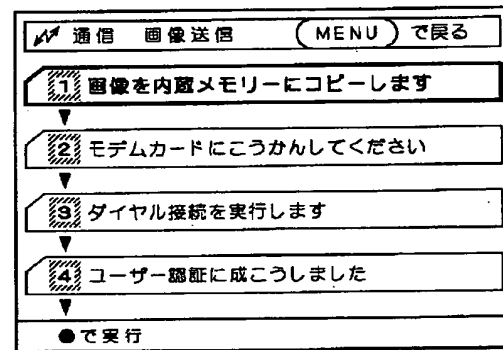 通信 画像送信 MENU で戻る
1 画像を内蔵メモリーにコピーします
2 モデムカードにこうかんしてください
3 ダイヤル接続を実行します
4 ユーザー認証に成こうしました
●で実行